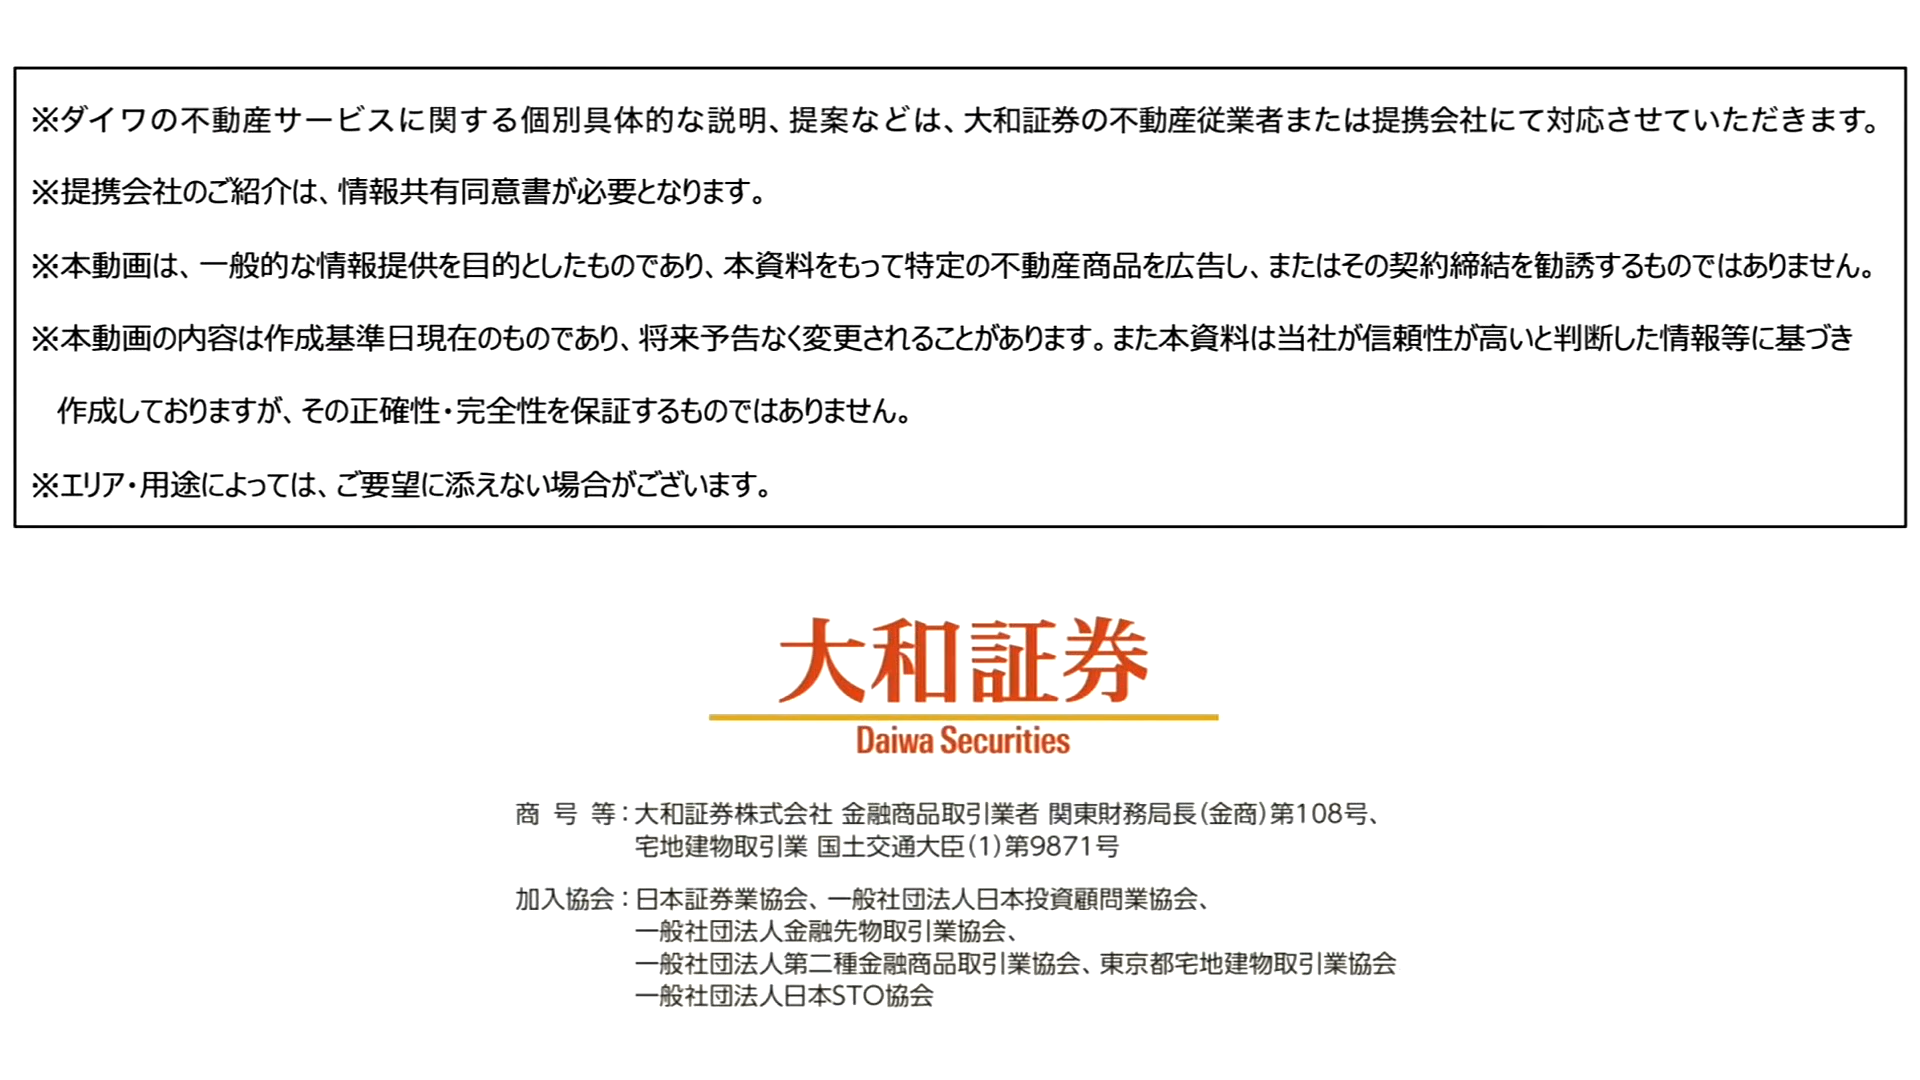 ※ダイワの不動産サービスに関する個別具体的な説明、提案などは、大和証券の不動産従業者または提携会社にて対応させていただきます。
※提携会社のご紹介は、情報共有同意書が必要となります。
※本動画は、一般的な情報提供を目的としたものであり、本資料をもって特定の不動産商品を広告し、またはその契約締結を勧誘するものではありません。
※本動画の内容は作成基準日現在のものであり、将来予告なく変更されることがあります。また本資料は当社が信頼性が高いと判断した情報等に基づき
作成しておりますが、その正確性・完全性を保証するものではありません。
※エリア・用途によっては、ご要望に添えない場合がございます。
大和証券
Daiwa Securities
商 号 等：大和証券株式会社 金融商品取引業者 関東財務局長（金商）第108号、
宅地建物取引業 国土交通大臣（1）第9871号
加入協会：日本証券業協会、一般社団法人日本投資顧問業協会、
一般社団法人金融先物取引業協会、
一般社団法人第二種金融商品取引業協会、東京都宅地建物取引業協会
一般社団法人日本STO協会